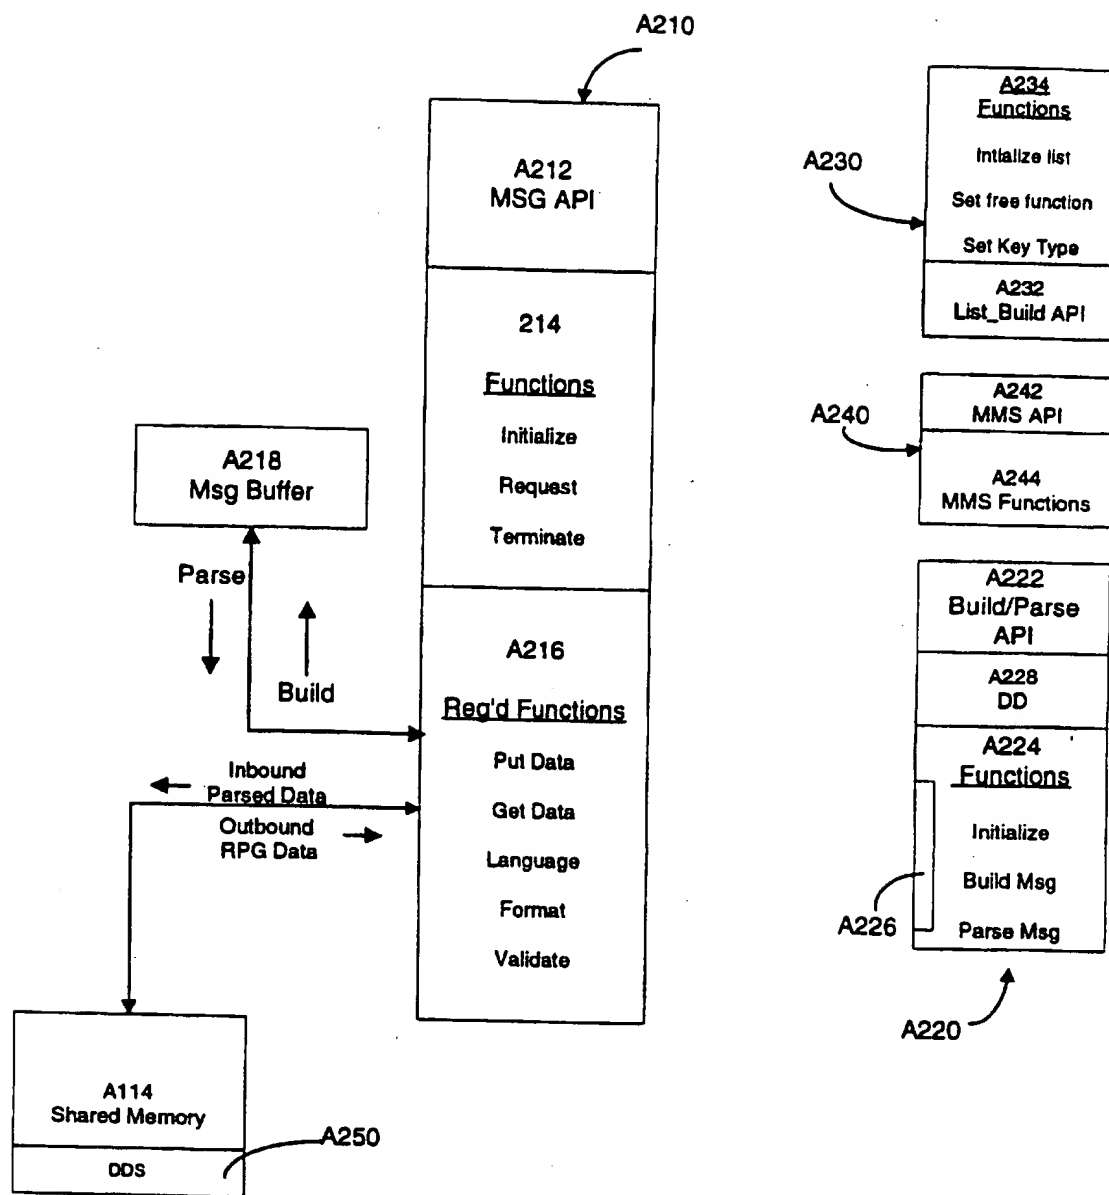 A210
A212
MSG API
214
Functions
Initialize
Request
Terminate
A216
Reg'd Functions
Put Data
Get Data
Language
Format
Validate
A218
Msg Buffer
Parse
Build
Inbound
Parsed Data
Outbound
RPG Data
A114
Shared Memory
DDS
A250
A230
A234
Functions
Intialize list
Set free function
Set Key Type
A232
List_Build API
A240
A242
MMS API
A244
MMS Functions
A222
Build/Parse
API
A228
DD
A224
Functions
Initialize
Build Msg
Parse Msg
A226
A220